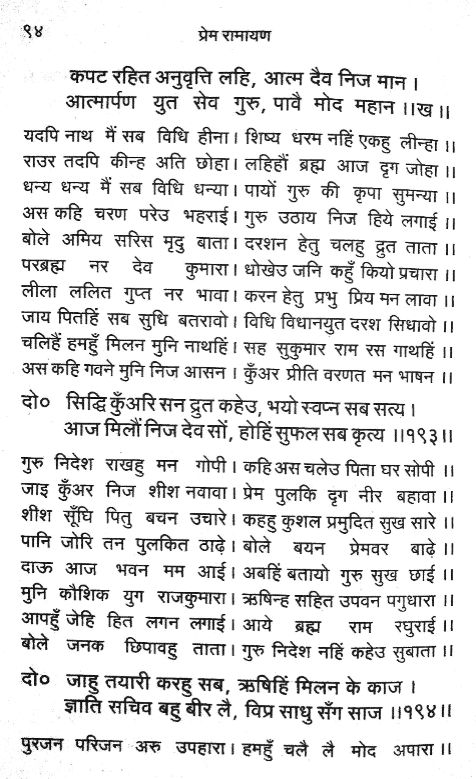 ९४
प्रेम रामायण
कपट रहित अनुवृत्ति लहि, आत्म दैव निज मान ।
आत्मार्पण युत सेव गुरु, पावै मोद महान ।।ख।।
यदपि नाथ मैं सब विधि हीना। शिष्य धरम नहिं एकहु लीन्हा।।
राउर तदपि कीन्ह अति छोहा। लहिहौं ब्रह्म आज दृग जोहा।।
धन्य धन्य मैं सब विधि धन्या। पायों गुरु की कृपा सुमन्या।।
अस कहि चरण परेउ भहराई। गुरु उठाय निज हिये लगाई।।
बोले अमिय सरिस मृदु बाता। दरशन हेतु चलहु द्रुत ताता।।
परब्रह्म नर देव कुमारा। धोखेउ जनि कहुँ कियो प्रचारा।।
लीला ललित गुप्त नर भावा। करन हेतु प्रभु प्रिय मन लावा।।
जाय पितहिं सब सुधि बतरावो। विधि विधानयुत दरश सिधावो।।
चलिहैं हमहुँ मिलन मुनि नाथहिं। सह सुकुमार राम रस गाथहिं।।
अस कहि गवने मुनि निज आसन। कुँअर प्रीति वरणत मन भाषन।।
दो० सिद्धि कुँअरि सन द्रुत कहेउ, भयो स्वप्न सब सत्य।
आज मिलौं निज देव सों, होहिं सुफल सब कृत्य ।।१९३।।
गुरु निदेश राखहु मन गोपी। कहि अस चलेउ पिता घर सोपी।।
जाइ कुँअर निज शीश नवावा। प्रेम पुलकि दृग नीर बहावा।।
शीश सूँघि पितु बचन उचारे। कहहु कुशल प्रमुदित सुख सारे।।
पानि जोरि तन पुलकित ठाढ़े। बोले बयन प्रेमवर बाढ़े।।
दाऊ आज भवन मम आई। अबहिं बतायो गुरु सुख छाई।।
मुनि कौशिक युग राजकुमारा। ऋषिन्ह सहित उपवन पगुधारा।।
आपहुँ जेहि हित लगन लगाई। आये ब्रह्म राम रघुराई।।
बोले जनक छिपावहु ताता। गुरु निदेश नहिं कहेउ सुबाता।।
दो० जाहु तयारी करहु सब, ऋषिहिं मिलन के काज।
ज्ञाति सचिव बहु बीर लै, विप्र साधु सँग साज ।।१९४।।
पुरजन परिजन अरु उपहारा। हमहुँ चलै लै मोद अपारा।।